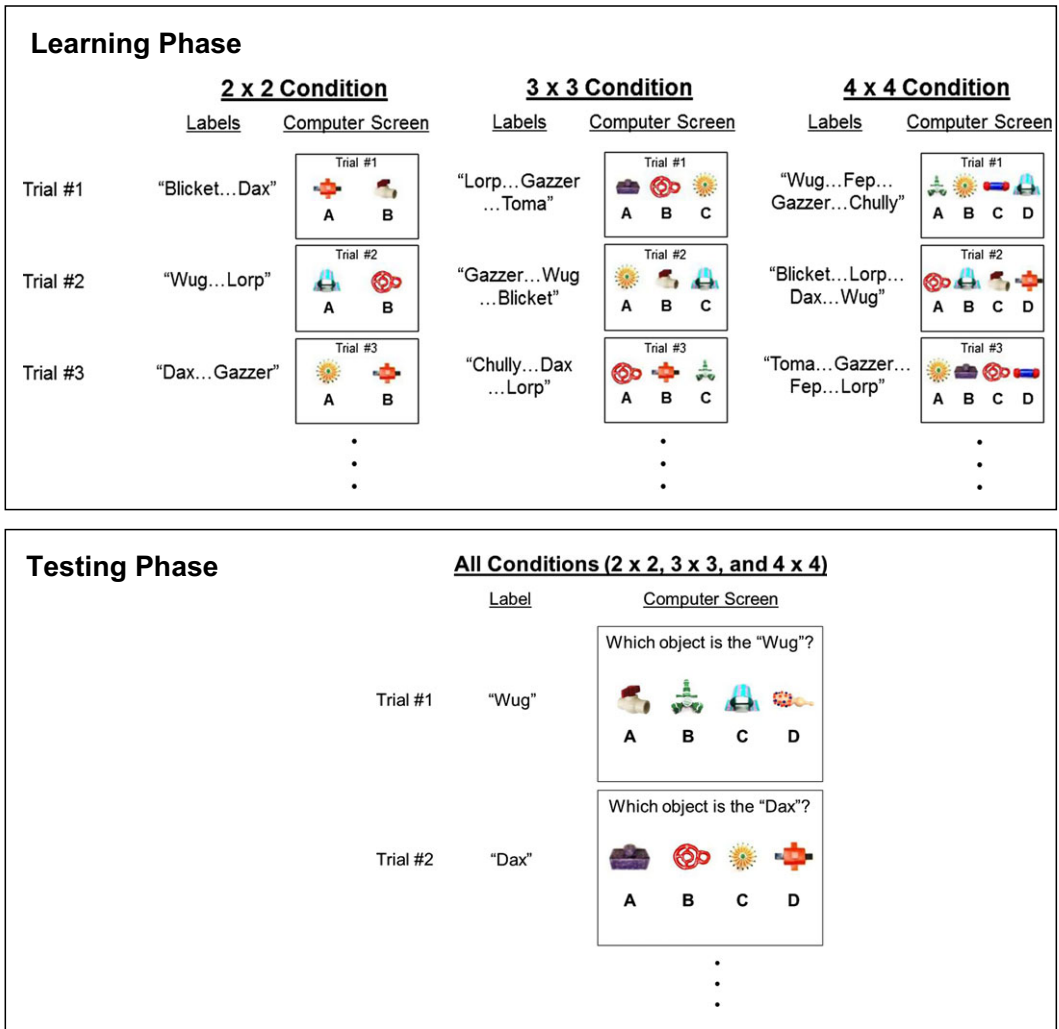 Learning Phase
2 x 2 Condition
3 x 3 Condition
4 x 4 Condition
Labels
Computer Screen
Labels
Computer Screen
Labels
Computer Screen
Trial #1
“Blicket…Dax”
Trial #1
A B
“Lorp…Gazzer
…Toma”
Trial #1
A B C
“Wug…Fep…
Gazzer…Chully”
Trial #1
A B C D
Trial #2
“Wug…Lorp”
Trial #2
A B
“Gazzer…Wug
…Blicket”
Trial #2
A B C
“Blicket…Lorp…
Dax…Wug”
Trial #2
A B C D
Trial #3
“Dax…Gazzer”
Trial #3
A B
“Chully…Dax
…Lorp”
Trial #3
A B C
“Toma…Gazzer…
Fep…Lorp”
Trial #3
A B C D
Testing Phase
All Conditions (2 x 2, 3 x 3, and 4 x 4)
Label
Computer Screen
Trial #1
“Wug”
Which object is the “Wug”?
A B C D
Trial #2
“Dax”
Which object is the “Dax”?
A B C D